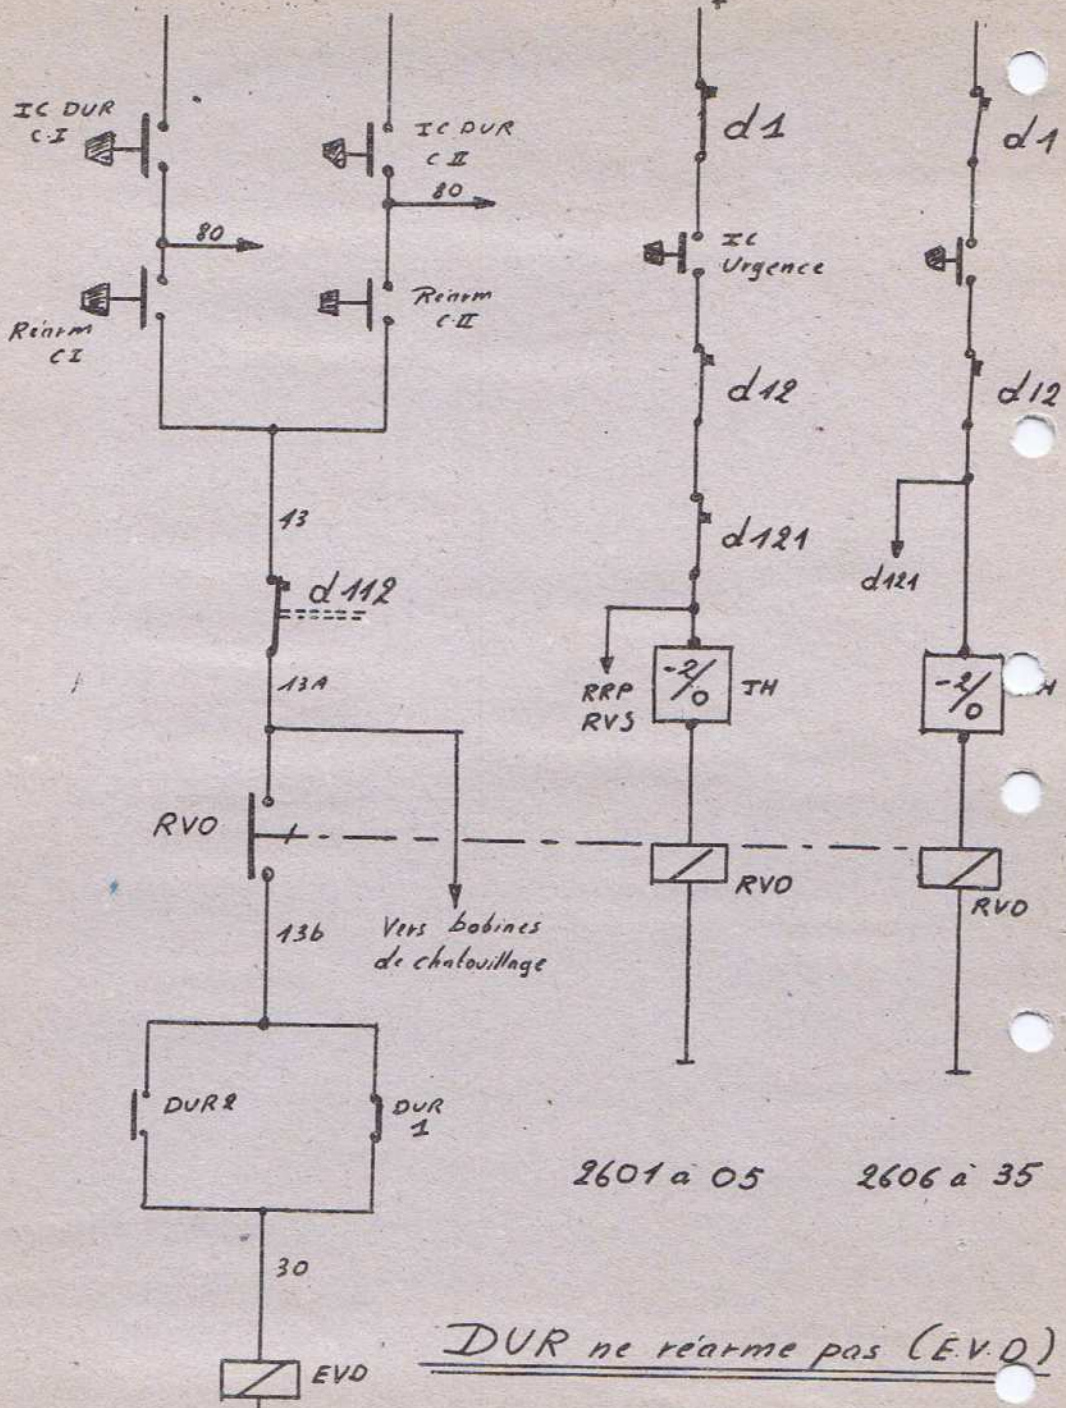 +
IC DUR
C.I
IC DUR
C II
80
80
Réarm
C I
Réarm
C.II
d1
d1
IC
Urgence
d12
d12
13
d112
d121
d121
13A
RRP
RVS
-2/0
TH
-2/0
H
RVO
RVO
RVO
13b
Vers bobines
de chatouillage
DUR2
DUR
1
2601 à 05
2606 à 35
30
DUR ne réarme pas (E.V.D)
EVD